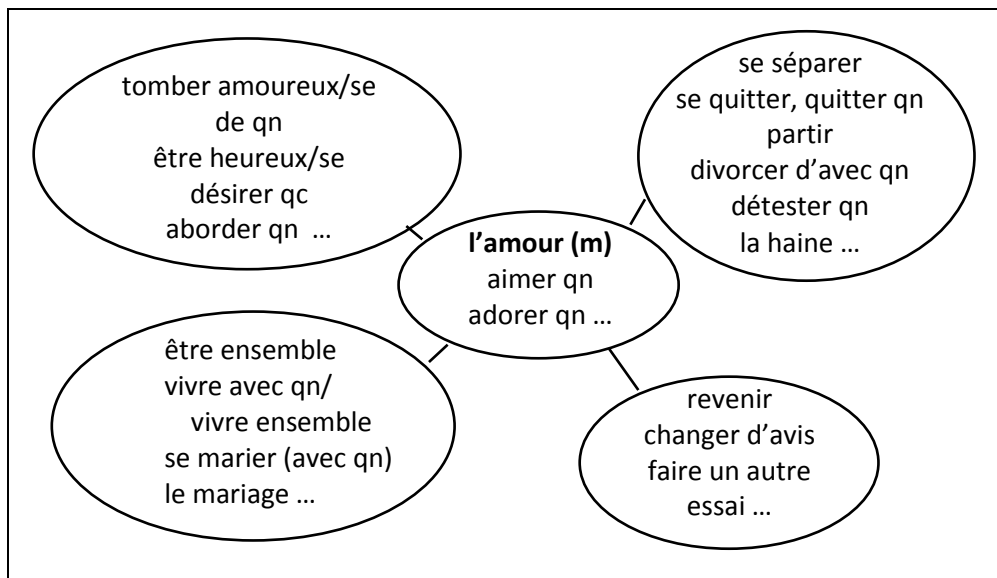 tomber amoureux/se
de qn
être heureux/se
désirer qc
aborder qn ...
se séparer
se quitter, quitter qn
partir
divorcer d’avec qn
détester qn
la haine ...
l’amour (m)
aimer qn
adorer qn ...
être ensemble
vivre avec qn/
vivre ensemble
se marier (avec qn)
le mariage ...
revenir
changer d’avis
faire un autre
essai ...